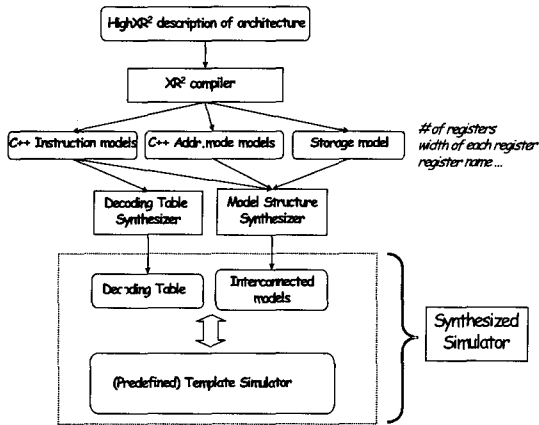 HighXR² description of architecture
XR² compiler
C++ Instruction models
C++ Addr.mode models
Storage model
# of registers
width of each register
register name ...
Decoding Table
Synthesizer
Model Structure
Synthesizer
Decoding Table
Interconnected
models
(Predefined) Template Simulator
Synthesized
Simulator